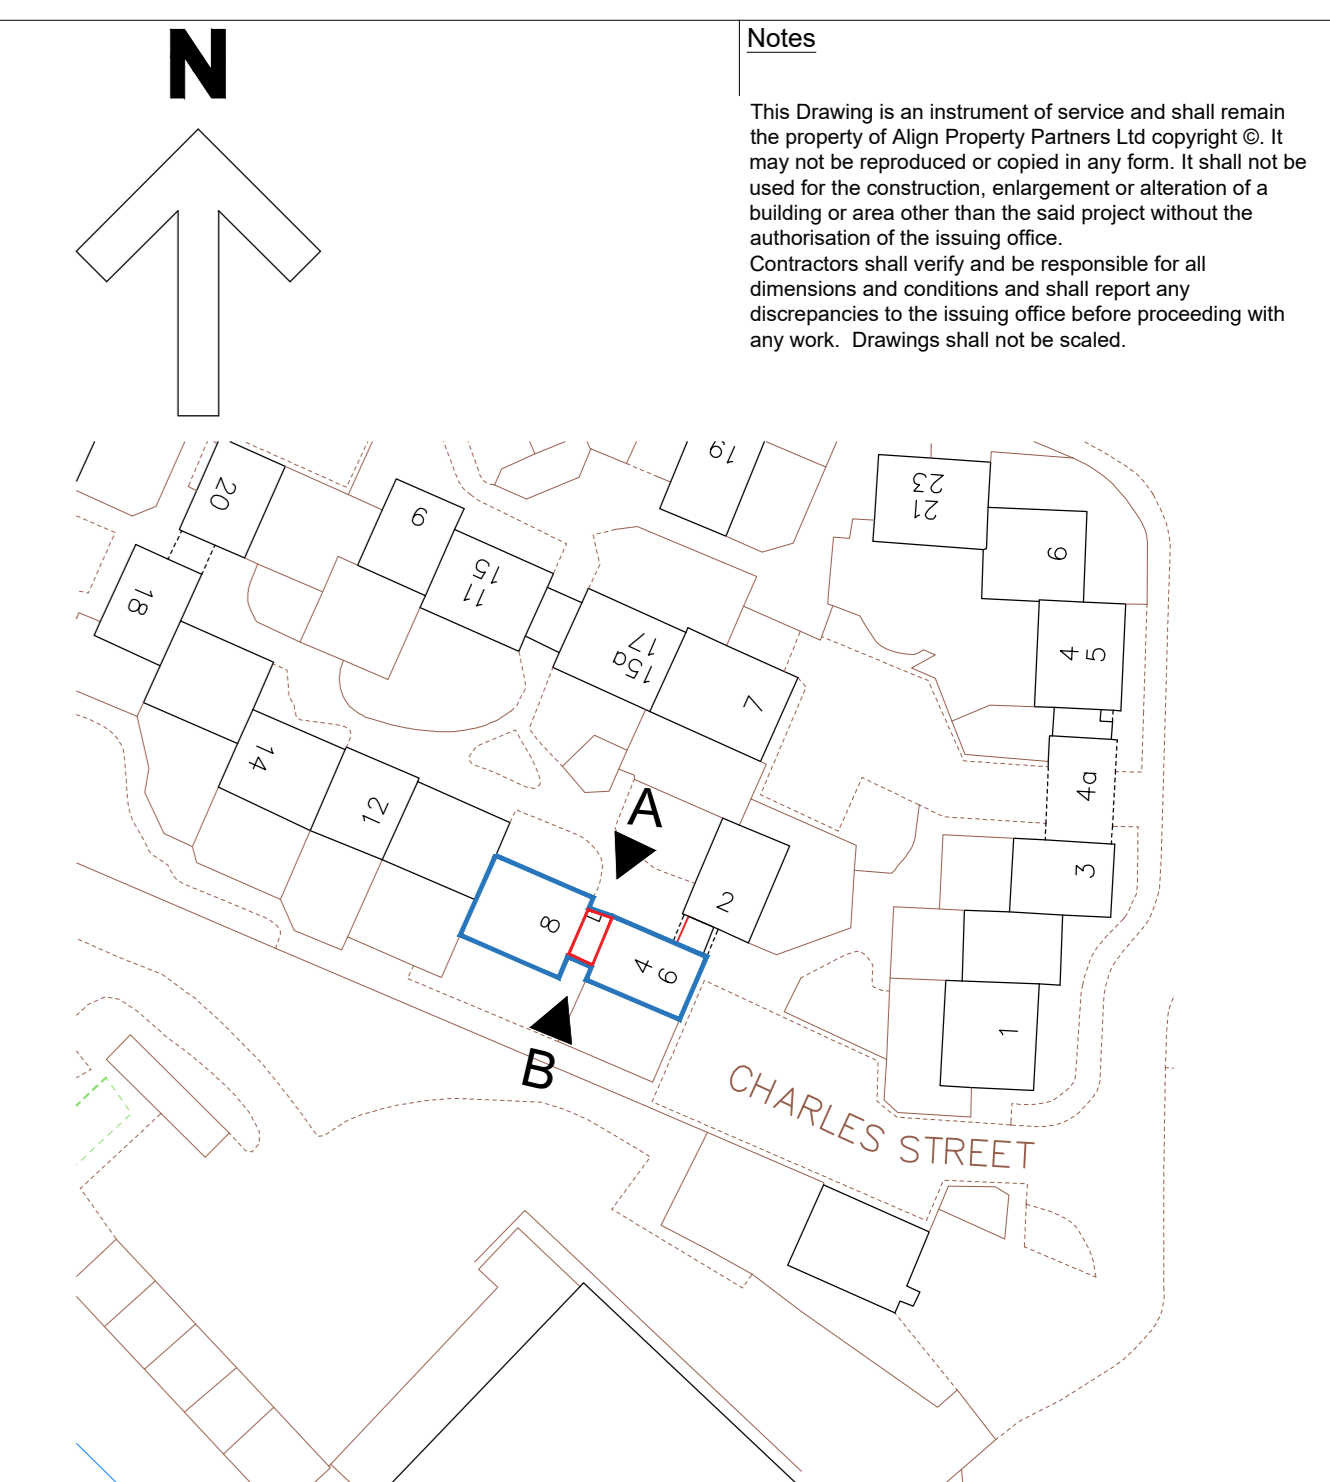 N
Notes
This Drawing is an instrument of service and shall remain
the property of Align Property Partners Ltd copyright ©. It
may not be reproduced or copied in any form. It shall not be
used for the construction, enlargement or alteration of a
building or area other than the said project without the
authorisation of the issuing office.
Contractors shall verify and be responsible for all
dimensions and conditions and shall report any
discrepancies to the issuing office before proceeding with
any work.  Drawings shall not be scaled.
19
20
23
21
9
6
15
11
18
17
15a
4
5
7
14
4a
12
A
3
2
8
4
6
1
B
CHARLES STREET